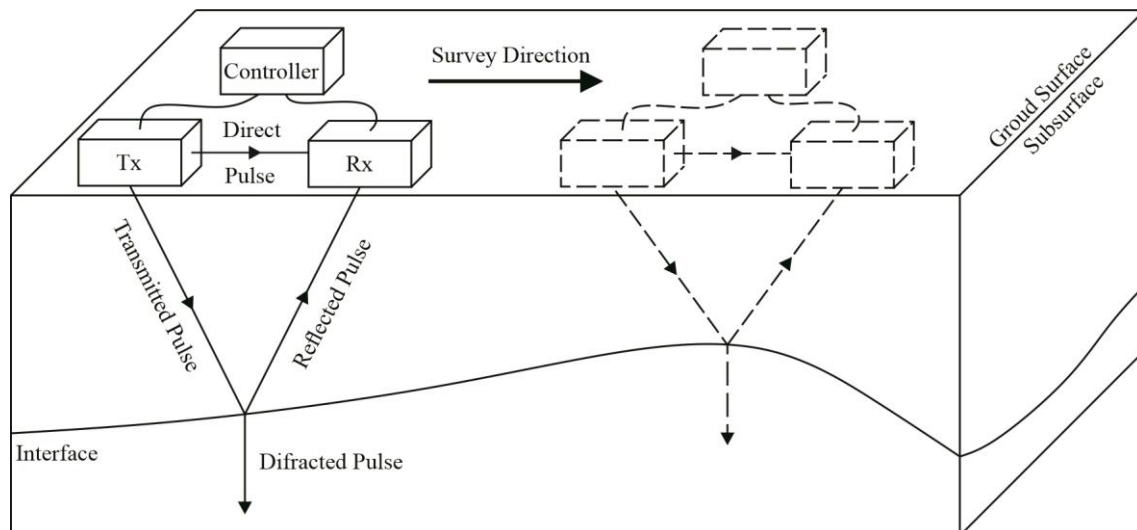 Controller
Survey Direction
Groud Surface
Subsurface
Tx
Direct
Pulse
Rx
Transmitted Pulse
Reflected Pulse
Interface
Difracted Pulse